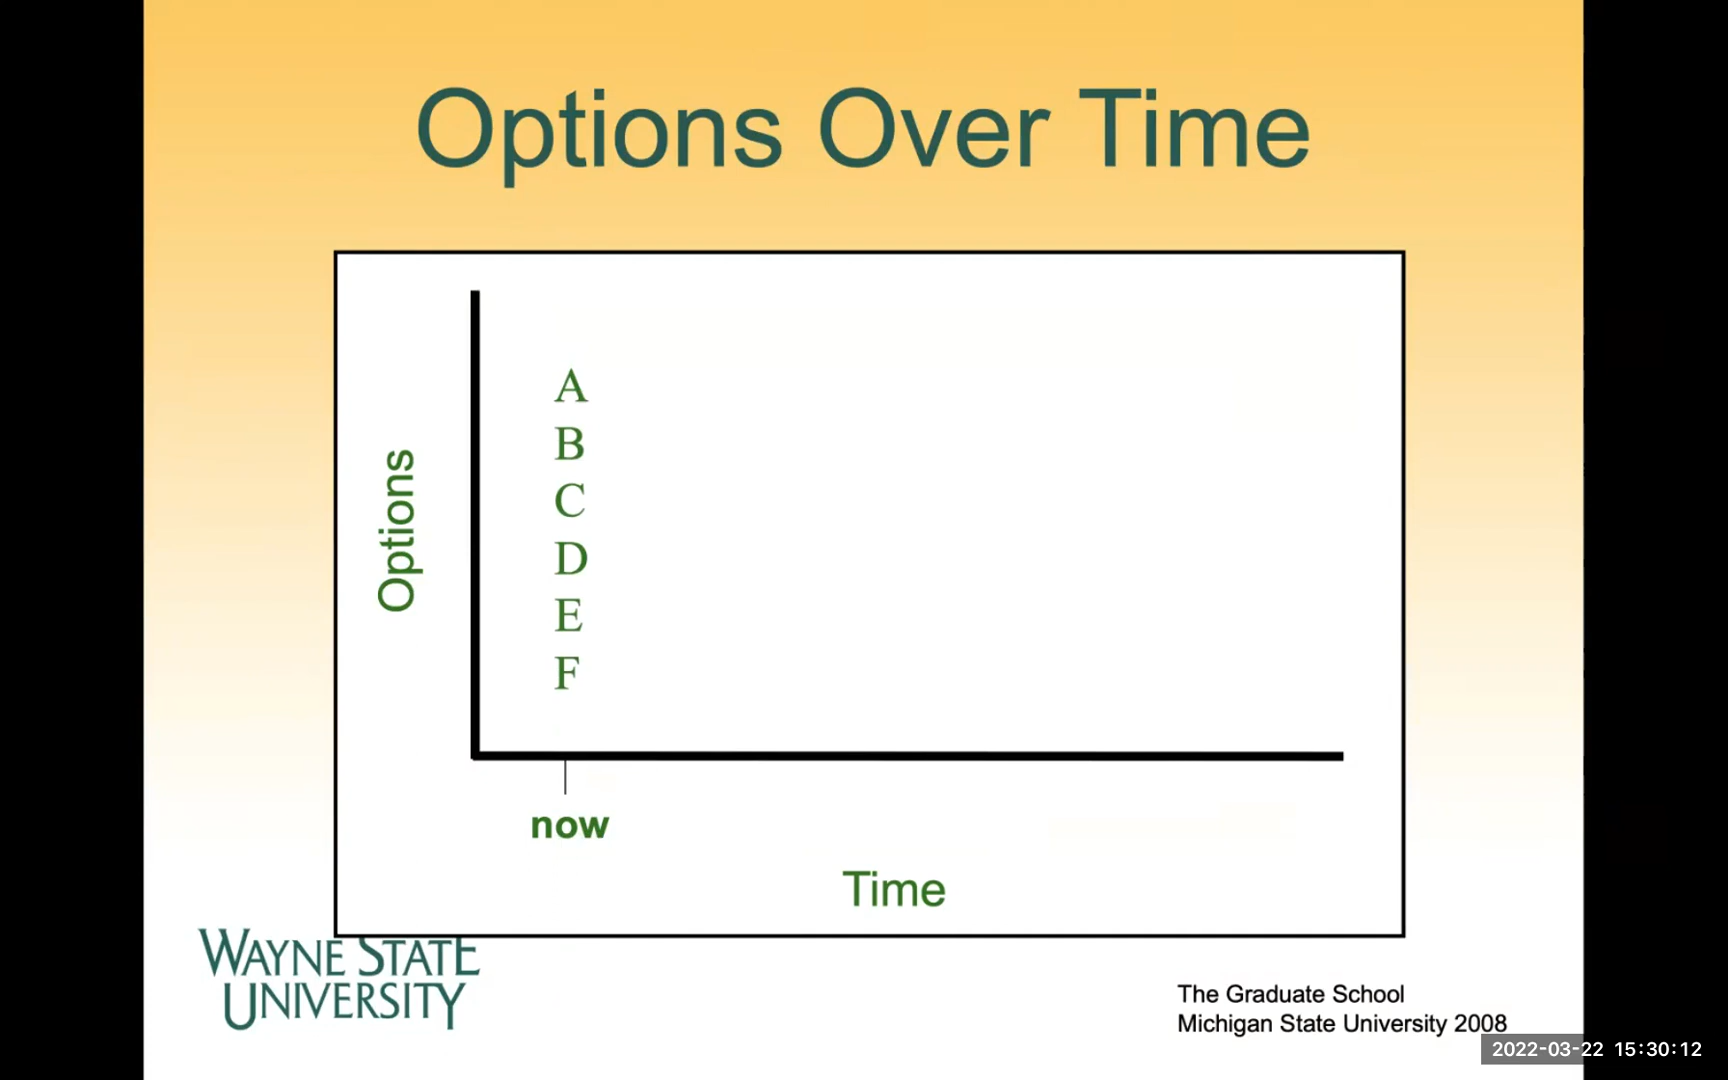 Options Over Time
Options
A
B
C
D
E
F
now
Time
WAYNE STATE
UNIVERSITY
The Graduate School
Michigan State University 2008
2022-03-22 15:30:12